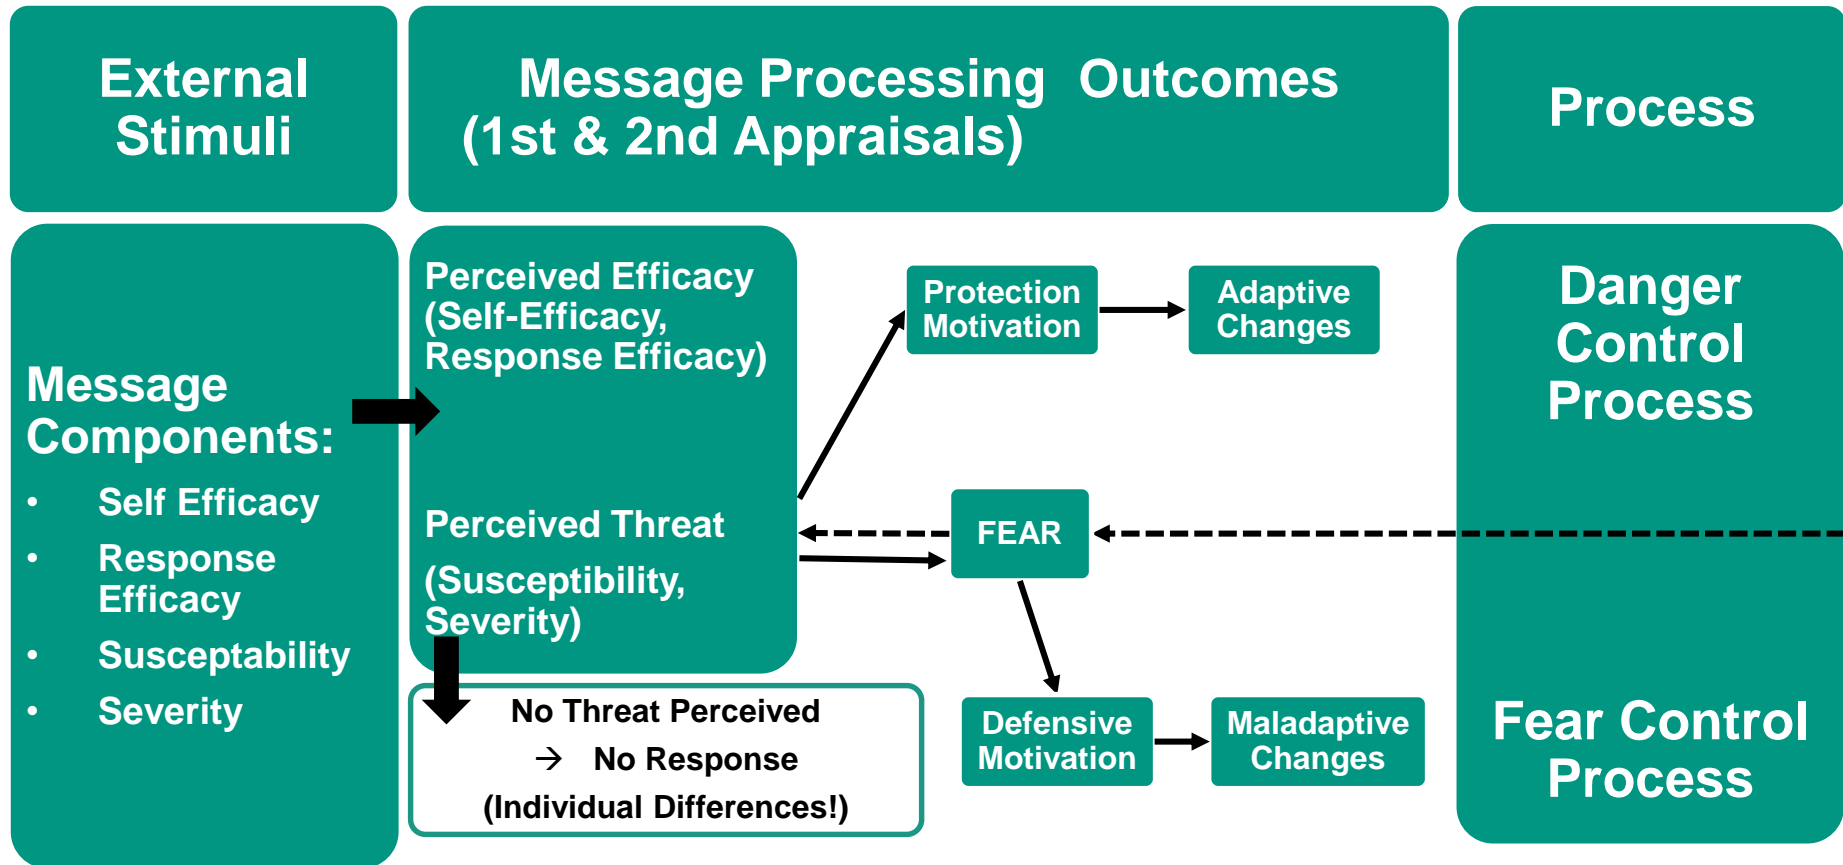 External
Stimuli
Message Processing  Outcomes
(1st & 2nd Appraisals)
Process
Message
Components:
• Self Efficacy
• Response
Efficacy
• Susceptability
• Severity
Perceived Efficacy
(Self-Efficacy,
Response Efficacy)
Perceived Threat
(Susceptibility,
Severity)
No Threat Perceived
→ No Response
(Individual Differences!)
Protection
Motivation
Adaptive
Changes
FEAR
Defensive
Motivation
Maladaptive
Changes
Danger
Control
Process
Fear Control
Process